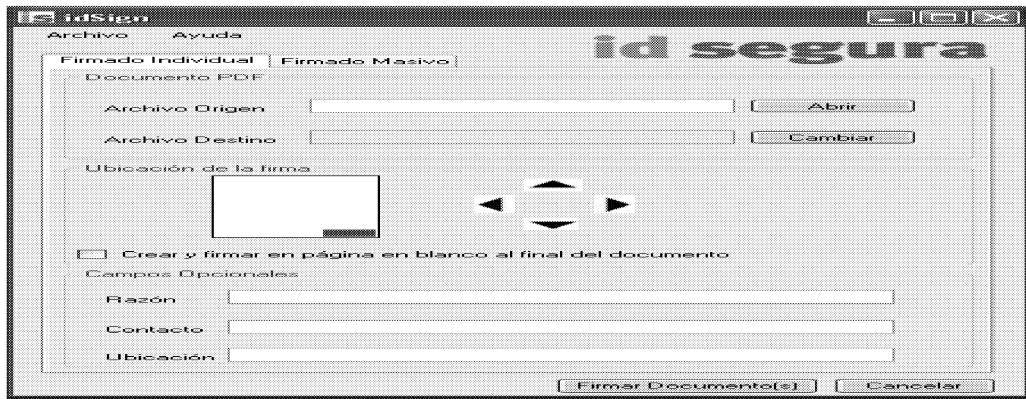 idSign
Archivo Ayuda
id segura
Firmado Individual Firmado Masivo
Documento PDF
Archivo Origen Abrir
Archivo Destino Cambiar
Ubicación de la firma
Crear y firmar en página en blanco al final del documento
Campos Opcionales
Razón
Contacto
Ubicación
Firmar Documento(s) Cancelar